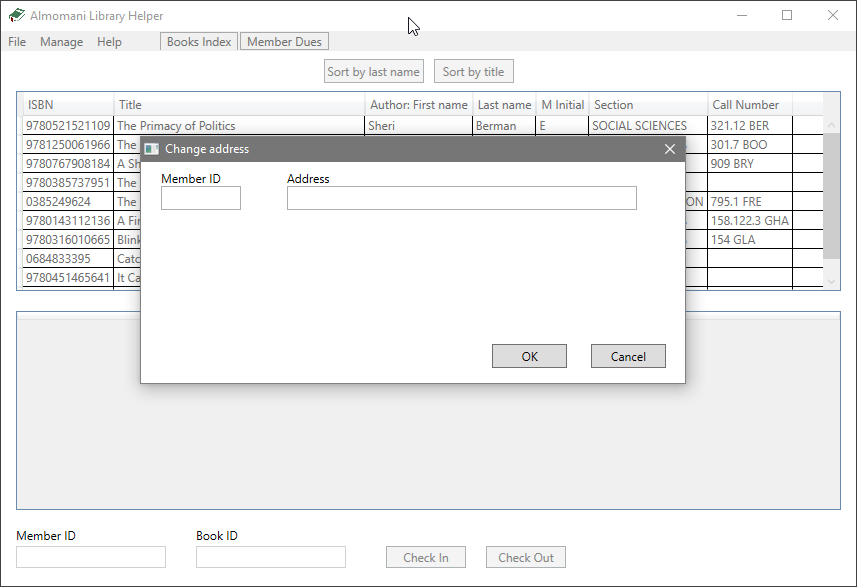 Almomani Library Helper
File Manage Help Books Index Member Dues
Sort by last name Sort by title
ISBN Title Author: First name Last name M Initial Section Call Number
9780521521109 The Primacy of Politics Sheri Berman E SOCIAL SCIENCES 321.12 BER
9781250061966 The 301.7 BOO
9780767908184 A Sh 909 BRY
9780385737951 The
0385249624 The ON 795.1 FRE
9780143112136 A Fir 158.122.3 GHA
9780316010665 Blink 154 GLA
0684833395 Catc
9780451465641 It Ca
Change address
Member ID Address
OK Cancel
Member ID Book ID
Check In Check Out